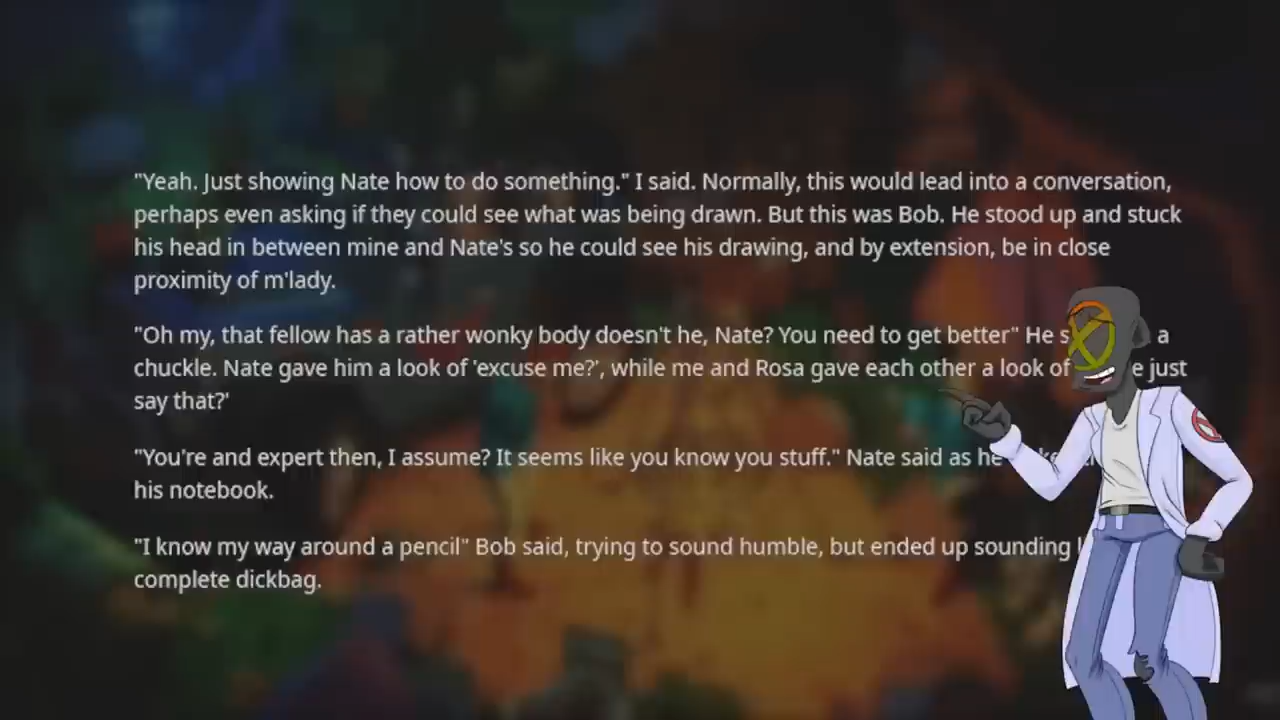 "Yeah. Just showing Nate how to do something." I said. Normally, this would lead into a conversation,
perhaps even asking if they could see what was being drawn. But this was Bob. He stood up and stuck
his head in between mine and Nate's so he could see his drawing, and by extension, be in close
proximity of m'lady.
"Oh my, that fellow has a rather wonky body doesn't he, Nate? You need to get better" He a
chuckle. Nate gave him a look of 'excuse me?', while me and Rosa gave each other a look of just
say that?'
"You're and expert then, I assume? It seems like you know you stuff." Nate said as he
his notebook.
"I know my way around a pencil" Bob said, trying to sound humble, but ended up sounding
complete dickbag.